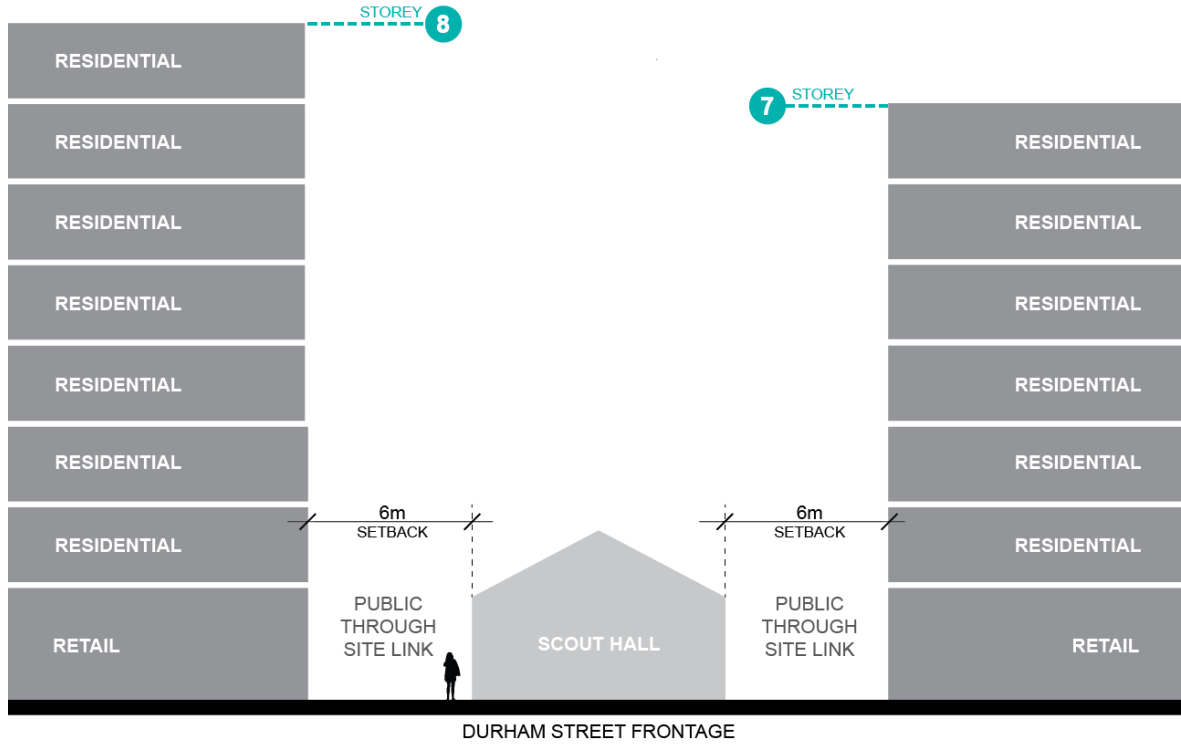 STOREY
8
RESIDENTIAL
STOREY
7
RESIDENTIAL
RESIDENTIAL
RESIDENTIAL
RESIDENTIAL
RESIDENTIAL
RESIDENTIAL
RESIDENTIAL
RESIDENTIAL
RESIDENTIAL
RESIDENTIAL
6m
SETBACK
6m
SETBACK
RESIDENTIAL
RESIDENTIAL
PUBLIC
THROUGH
SITE LINK
PUBLIC
THROUGH
SITE LINK
RETAIL
SCOUT HALL
RETAIL
DURHAM STREET FRONTAGE